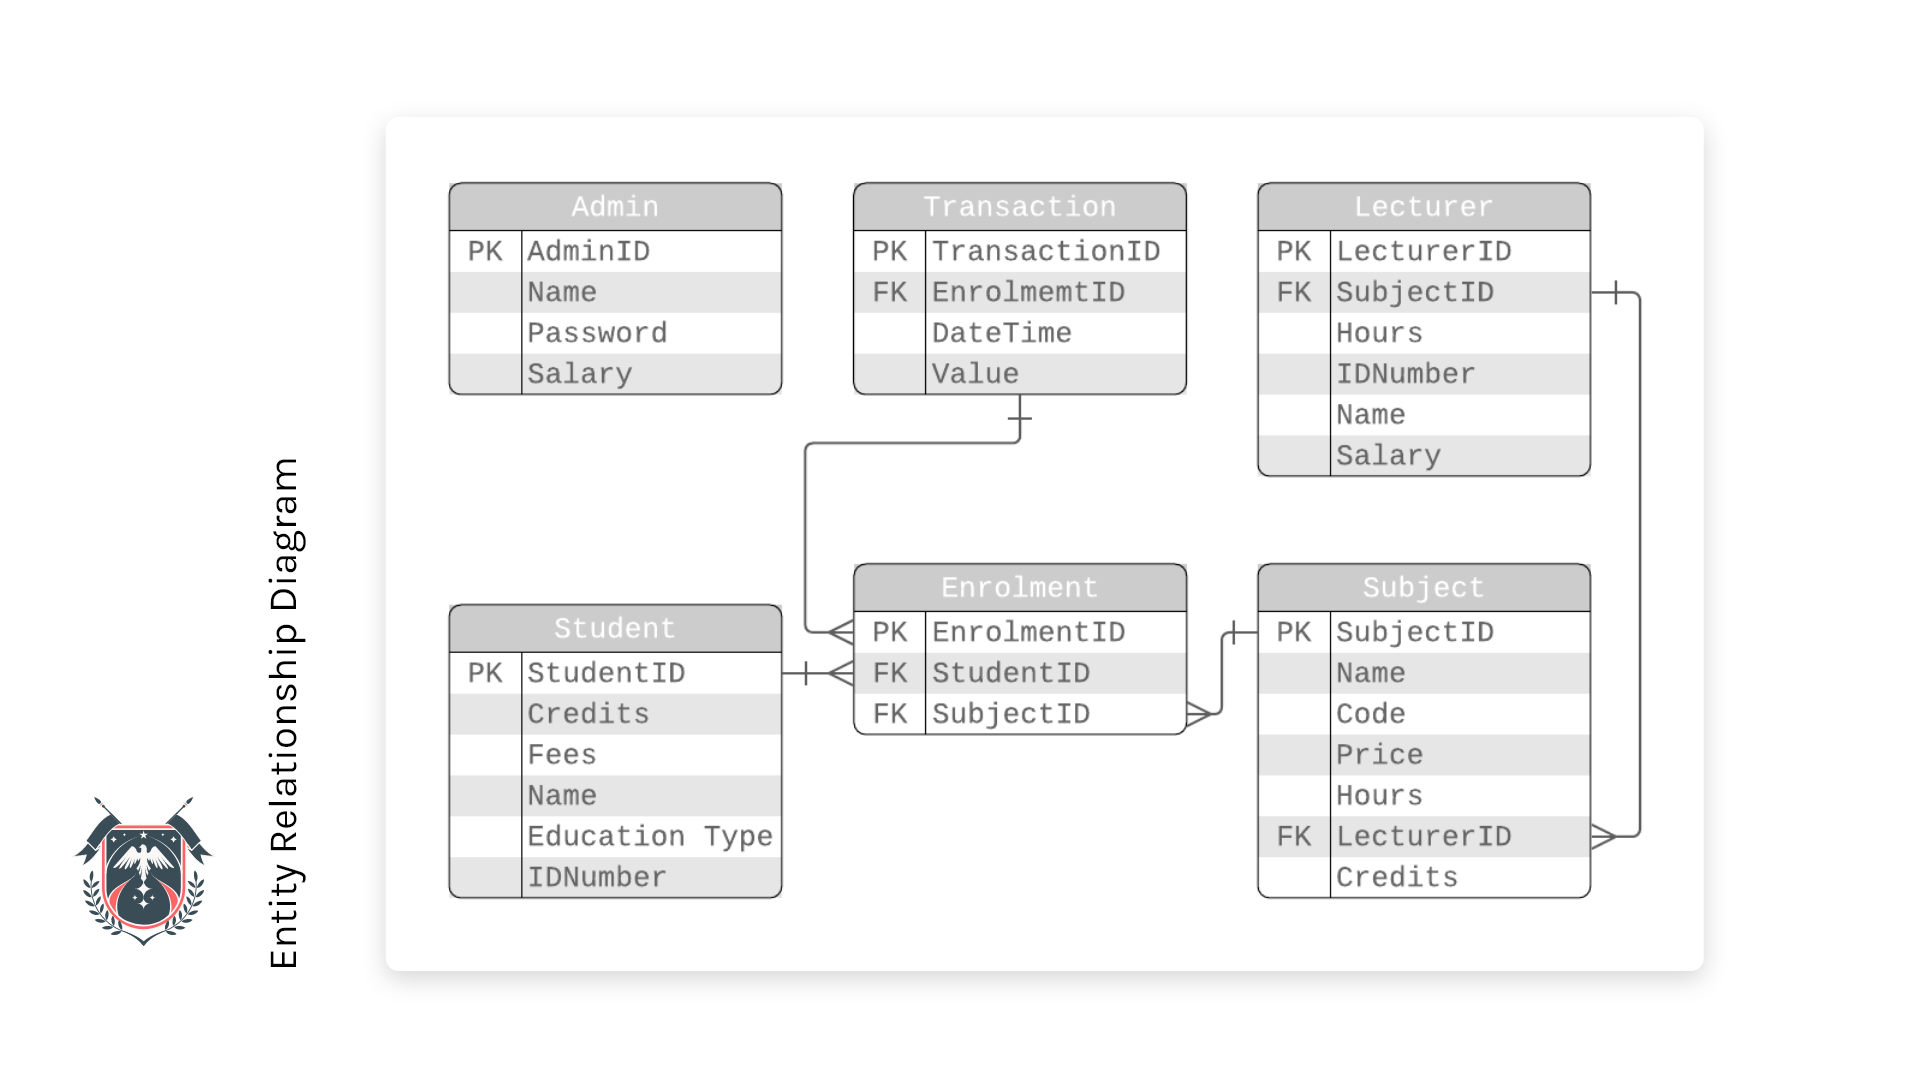 Entity Relationship Diagram
Admin
PK AdminID
Name
Password
Salary
Transaction
PK TransactionID
FK EnrolmemtID
DateTime
Value
Lecturer
PK LecturerID
FK SubjectID
Hours
IDNumber
Name
Salary
Student
PK StudentID
Credits
Fees
Name
Education Type
IDNumber
Enrolment
PK EnrolmentID
FK StudentID
FK SubjectID
Subject
PK SubjectID
Name
Code
Price
Hours
FK LecturerID
Credits